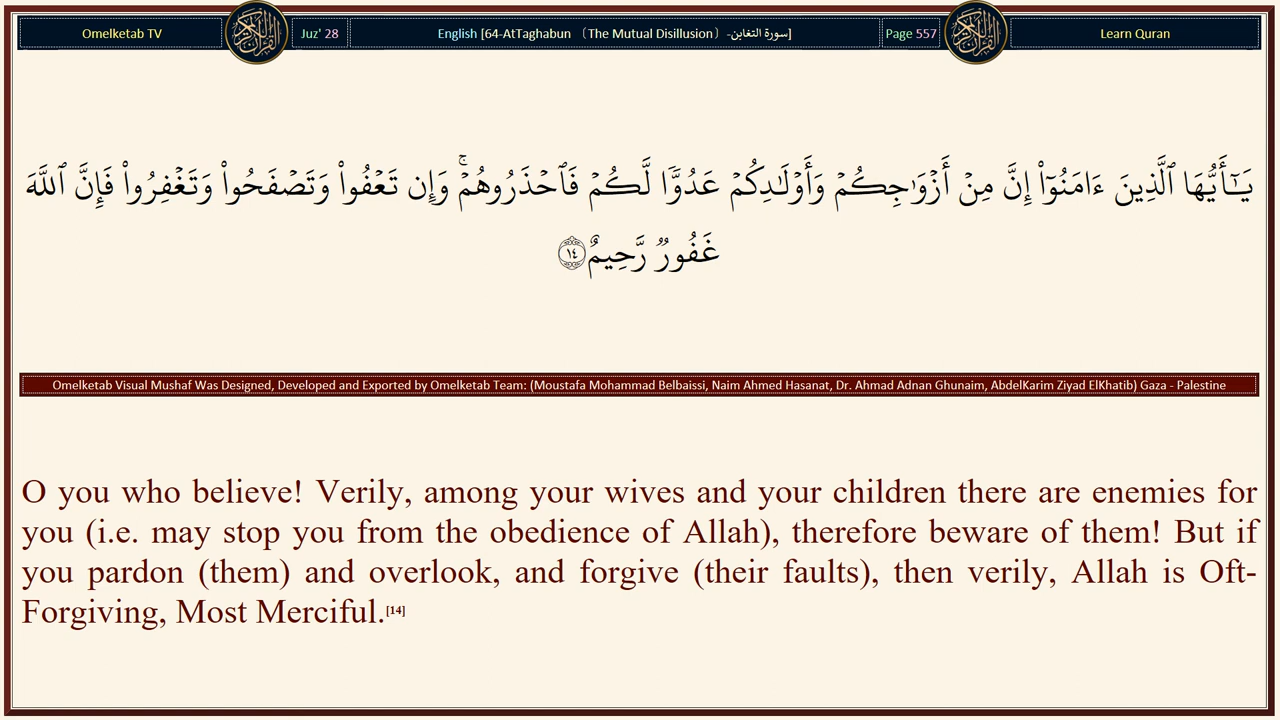 Omelketab TV
Juz' 28
English [64-AtTaghabun （The Mutual Disillusion）-سورة التغابن]
Page 557
Learn Quran
يَـٰٓأَيُّهَا ٱلَّذِينَ ءَامَنُوٓا۟ إِنَّ مِنْ أَزْوَٰجِكُمْ وَأَوْلَـٰدِكُمْ عَدُوًّا لَّكُمْ فَٱحْذَرُوهُمْ ۚ وَإِن تَعْفُوا۟ وَتَصْفَحُوا۟ وَتَغْفِرُوا۟ فَإِنَّ ٱللَّهَ
غَفُورٌ رَّحِيمٌ ١٤
Omelketab Visual Mushaf Was Designed, Developed and Exported by Omelketab Team: (Moustafa Mohammad Belbaissi, Naim Ahmed Hasanat, Dr. Ahmad Adnan Ghunaim, AbdelKarim Ziyad ElKhatib) Gaza - Palestine
O you who believe! Verily, among your wives and your children there are enemies for
you (i.e. may stop you from the obedience of Allah), therefore beware of them! But if
you pardon (them) and overlook, and forgive (their faults), then verily, Allah is Oft-
Forgiving, Most Merciful.[14]